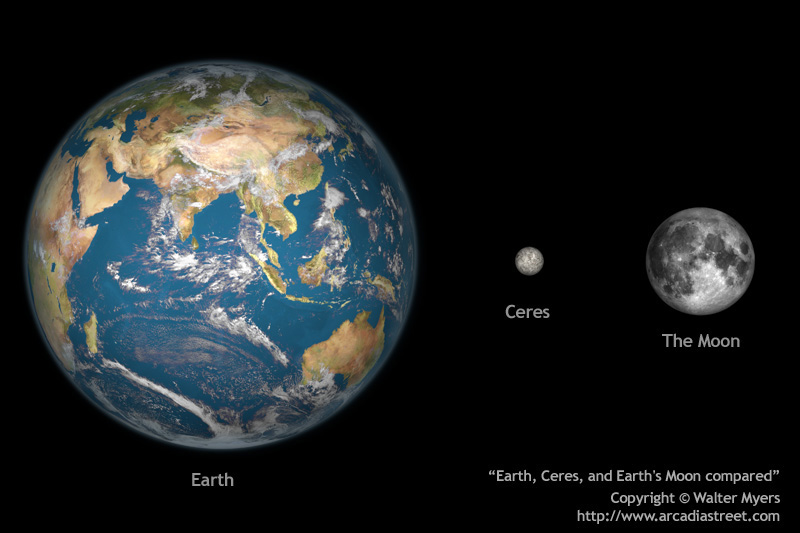 Ceres
The Moon
Earth
“Earth, Ceres, and Earth's Moon compared”
Copyright © Walter Myers
http://www.arcadiastreet.com